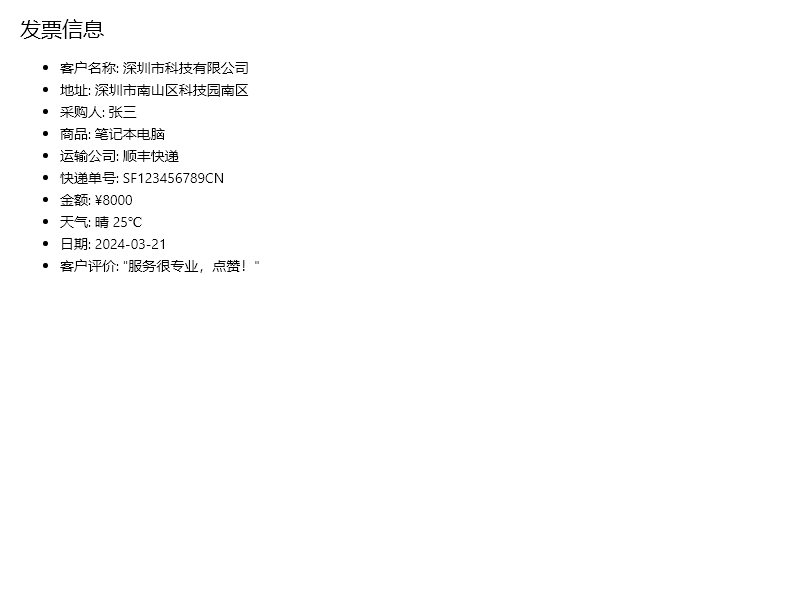 发票信息
客户名称: 深圳市科技有限公司
地址: 深圳市南山区科技园南区
采购人: 张三
商品: 笔记本电脑
运输公司: 顺丰快递
快递单号: SF123456789CN
金额: ¥8000
天气: 晴 25°C
日期: 2024-03-21
客户评价: "服务很专业，点赞！"